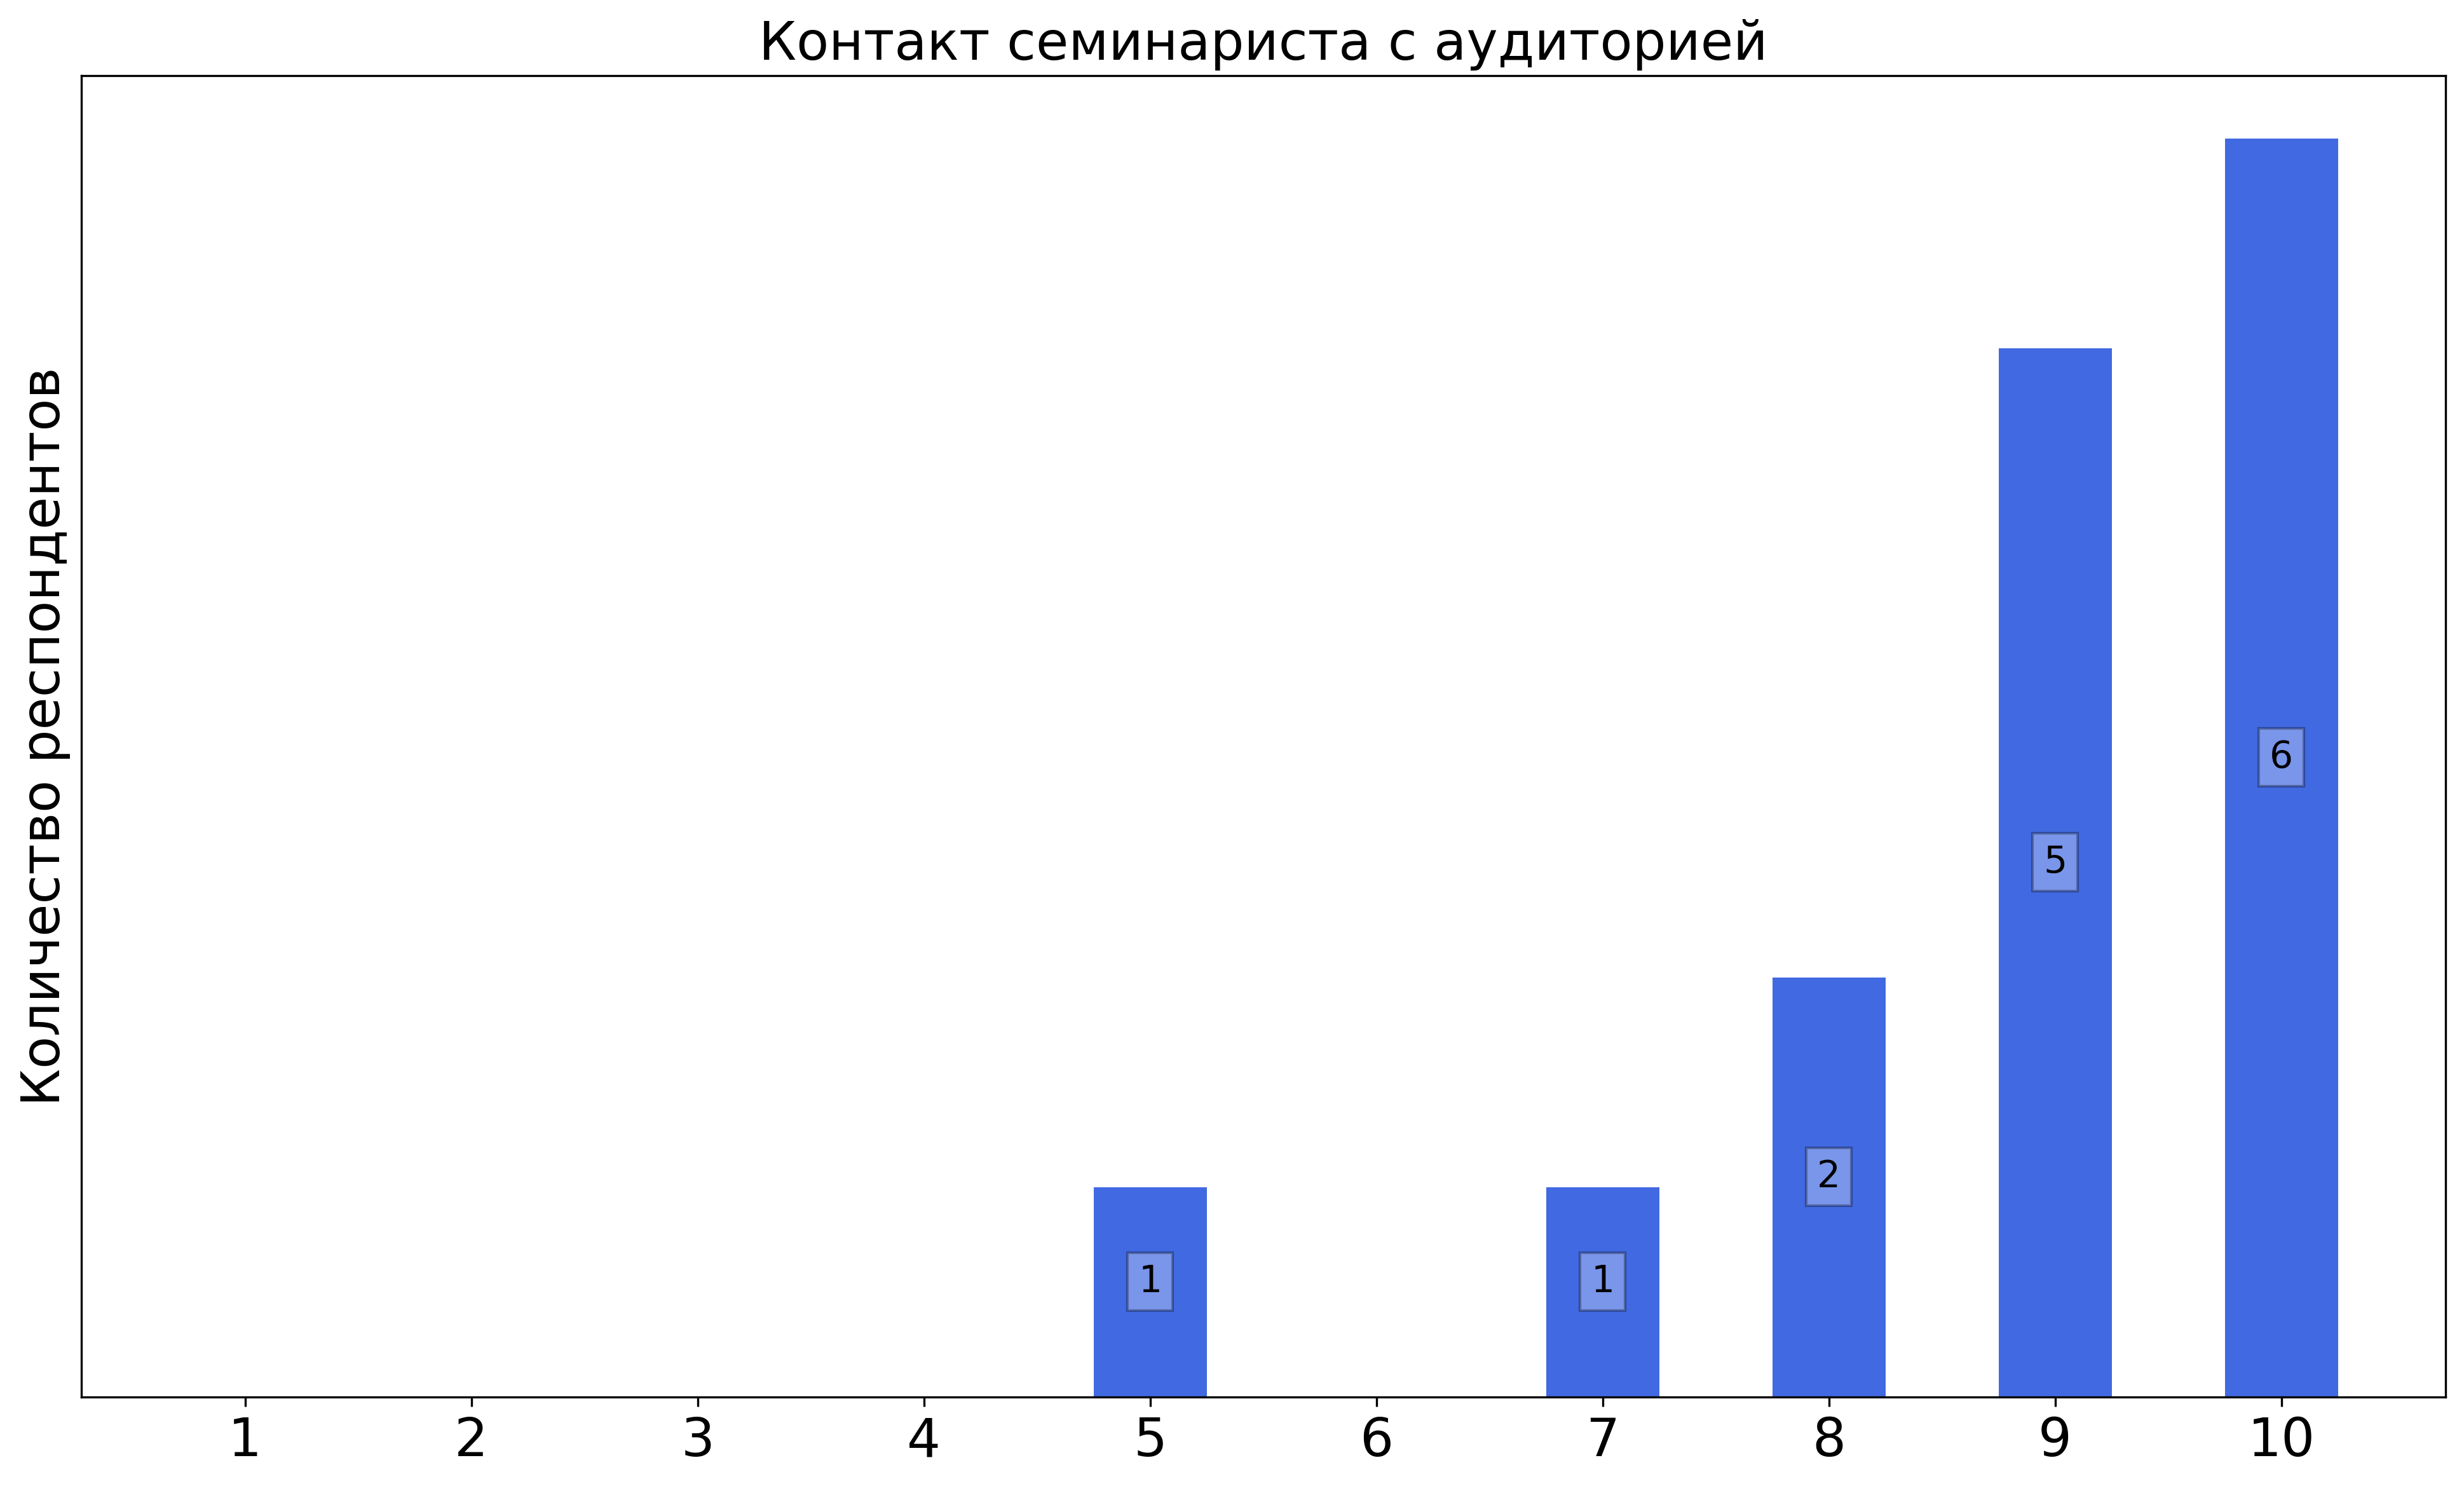 Контакт семинариста с аудиторией
Количество респондентов
6
5
2
1 1
1 2 3 4 5 6 7 8 9 10